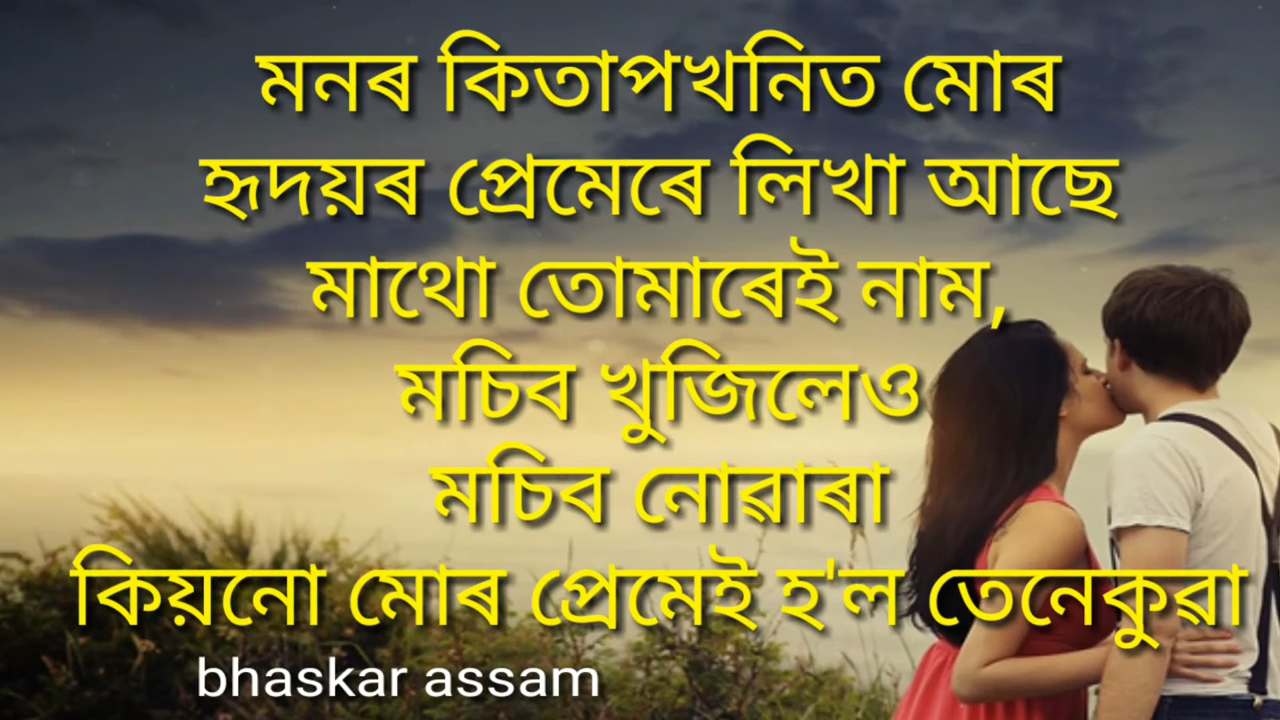 মনৰ কিতাপখনিত মোৰ
হৃদয়ৰ প্ৰেমেৰে লিখা আছে
মাথো তোমাৰেই নাম,
মচিব খুজিলেও
মচিব নোৱাৰা
কিয়নো মোৰ প্ৰেমেই হ'ল তেনেকুৱা
bhaskar assam